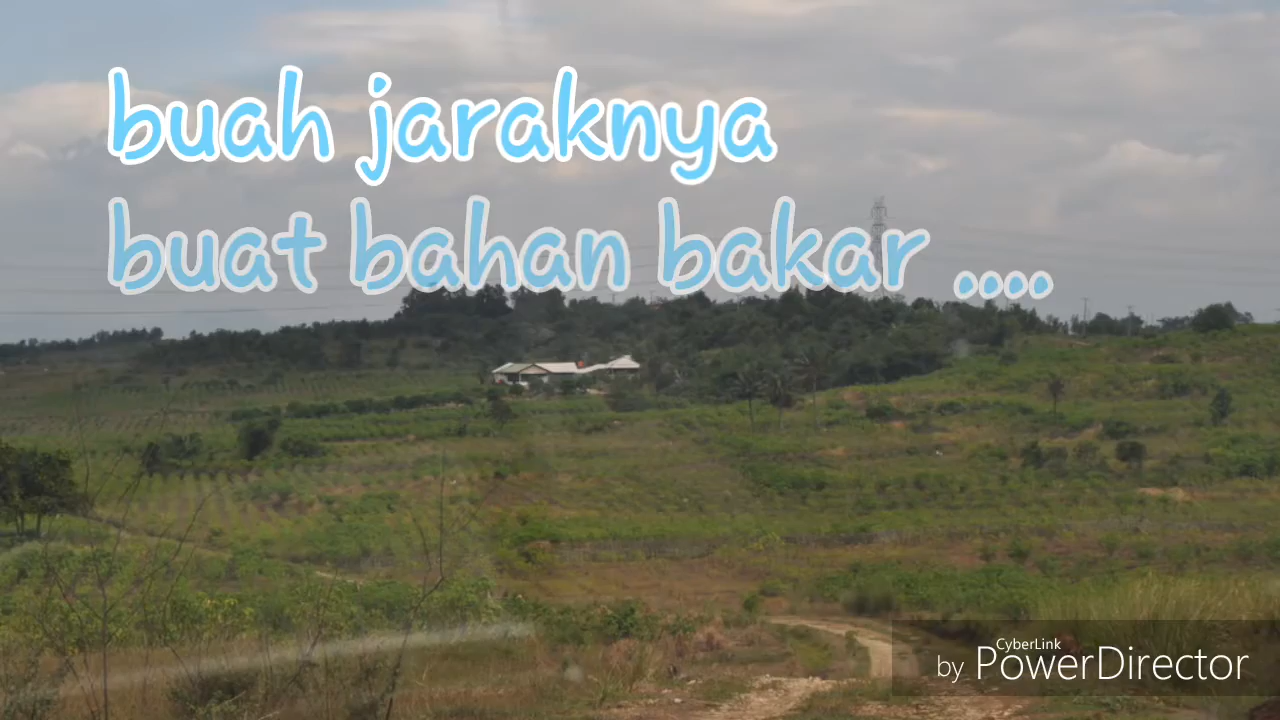 buah jaraknya
buat bahan bakar ....
CyberLink
by PowerDirector